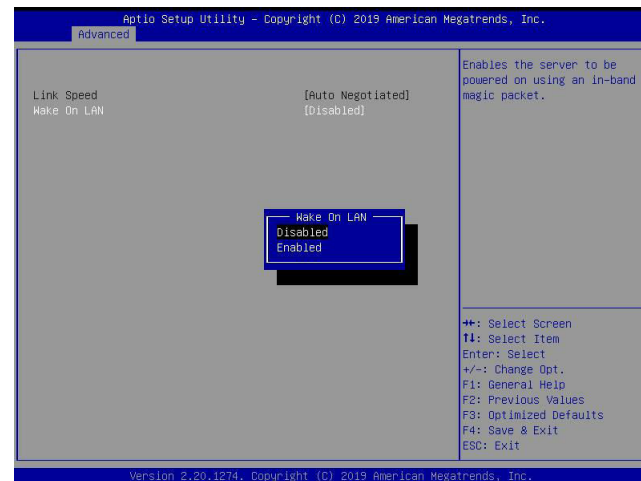 Aptio Setup Utility – Copyright (C) 2019 American Megatrends, Inc.
Advanced
Enables the server to be
powered on using an in-band
magic packet.
Link Speed [Auto Negotiated]
Wake On LAN [Disabled]
Wake On LAN
Disabled
Enabled
→←: Select Screen
↑↓: Select Item
Enter: Select
+/-: Change Opt.
F1: General Help
F2: Previous Values
F3: Optimized Defaults
F4: Save & Exit
ESC: Exit
Version 2.20.1274. Copyright (C) 2019 American Megatrends, Inc.